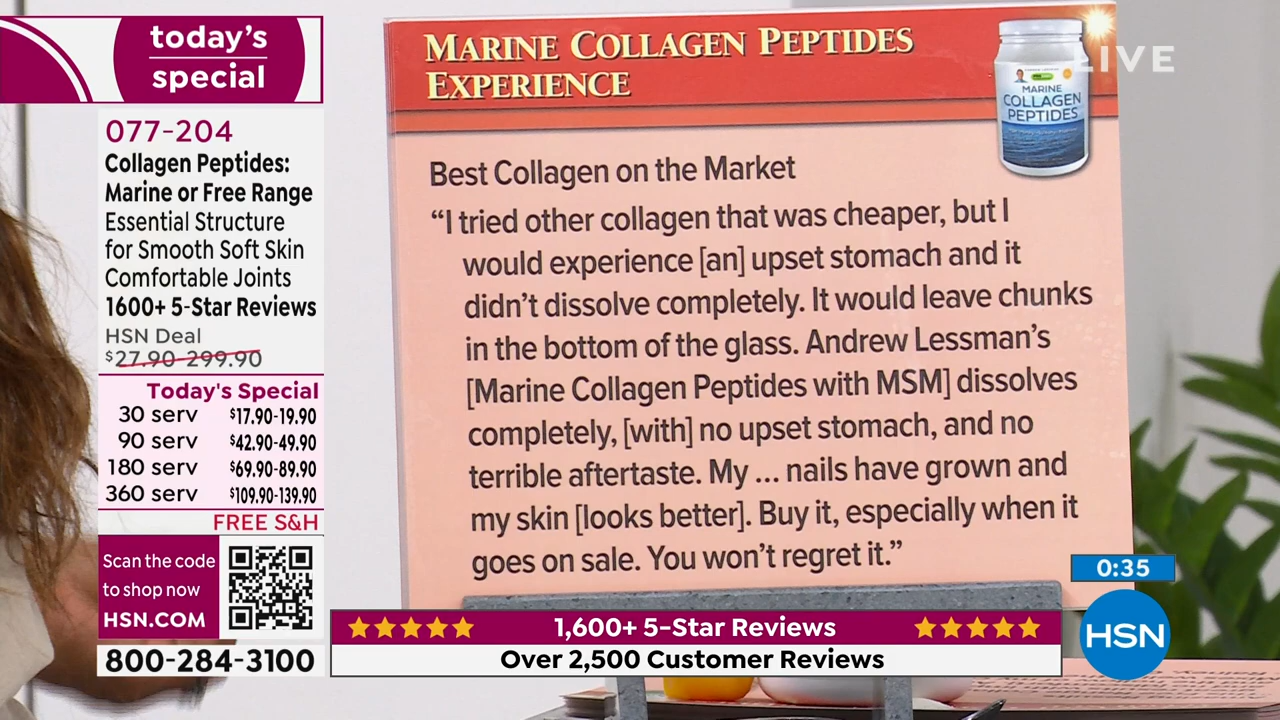 today's
special
077-204
Collagen Peptides:
Marine or Free Range
Essential Structure
for Smooth Soft Skin
Comfortable Joints
1600+ 5-Star Reviews
HSN Deal
$27.90-299.90
Today's Special
30 serv $17.90-19.90
90 serv $42.90-49.90
180 serv $69.90-89.90
360 serv $109.90-139.90
FREE S&H
Scan the code
to shop now
HSN.COM
800-284-3100
MARINE COLLAGEN PEPTIDES
EXPERIENCE
MARINE
COLLAGEN
PEPTIDES
LIVE
Best Collagen on the Market
“I tried other collagen that was cheaper, but I
would experience [an] upset stomach and it
didn't dissolve completely. It would leave chunks
in the bottom of the glass. Andrew Lessman's
[Marine Collagen Peptides with MSM] dissolves
completely, [with] no upset stomach, and no
terrible aftertaste. My ... nails have grown and
my skin [looks better]. Buy it, especially when it
goes on sale. You won't regret it.”
0:35
HSN
1,600+ 5-Star Reviews
Over 2,500 Customer Reviews